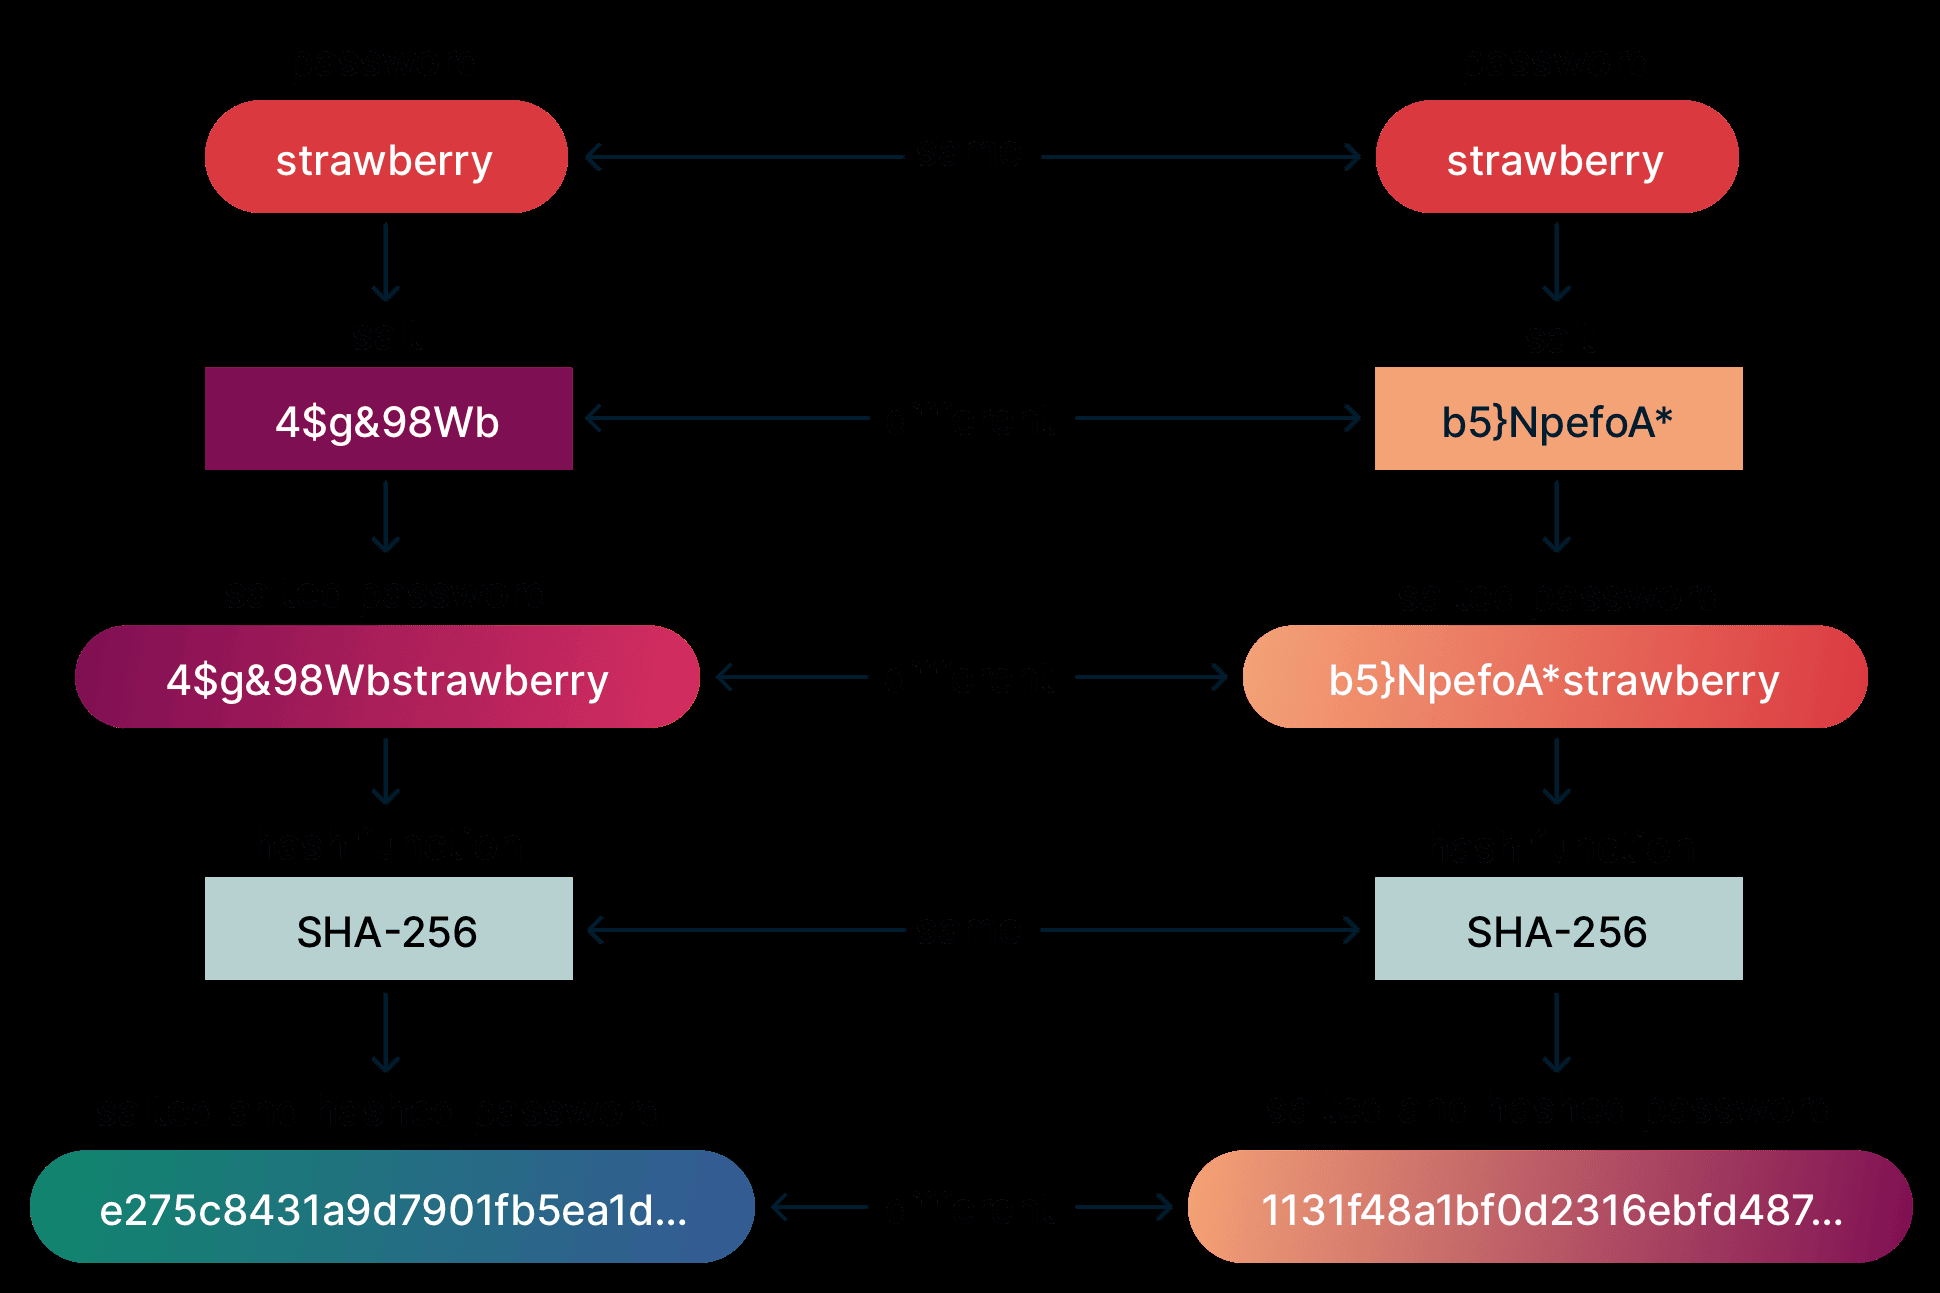 password password
strawberry same strawberry
salt salt
4$g&98Wb different b5}NpefoA*
salted password salted password
4$g&98Wbstrawberry different b5}NpefoA*strawberry
hash function hash function
SHA-256 same SHA-256
salted and hashed password salted and hashed password
e275c8431a9d7901fb5ea1d... different 1131f48a1bf0d2316ebfd487...